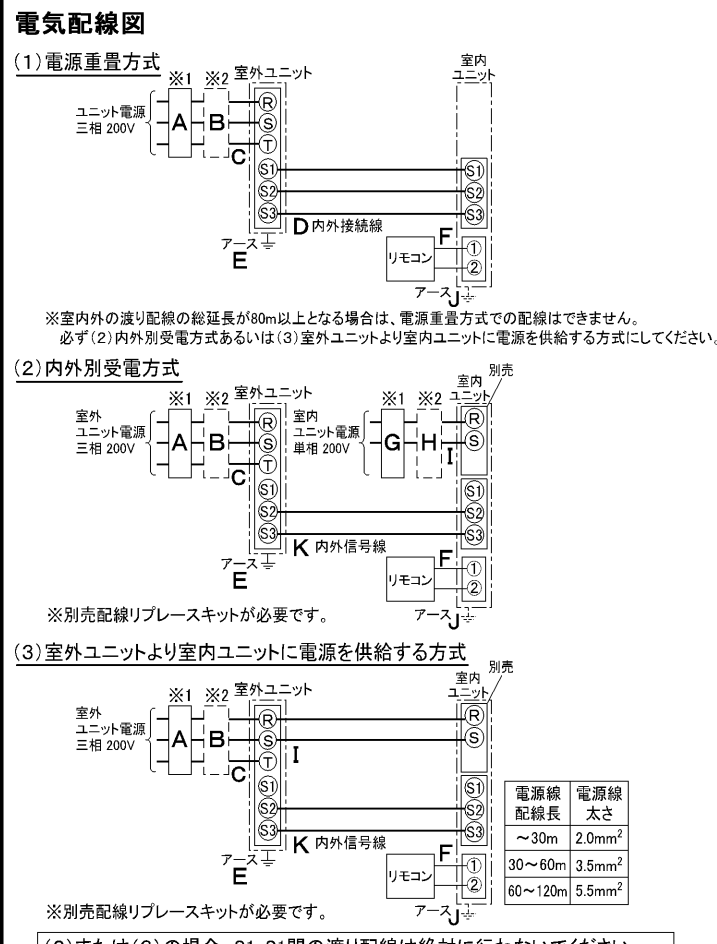 電気配線図
(1)電源重畳方式
※1 ※2 室外ユニット
室内
ユニット
ユニット電源
三相 200V
A B C
R
S
T
S1
S2
S3
S1
S2
S3
D 内外接続線
アース
E
F
リモコン
①
②
アース J
※室内外の渡り配線の総延長が80m以上となる場合は、電源重畳方式での配線はできません。
必ず(2)内外別受電方式あるいは(3)室外ユニットより室内ユニットに電源を供給する方式にしてください。
(2)内外別受電方式
※1 ※2 室外ユニット
室外
ユニット電源
三相 200V
A B C
R
S
T
S1
S2
S3
※1 ※2
室内
ユニット
別売
室内
ユニット電源
単相 200V
G H I
R
S
S1
S2
S3
K 内外信号線
アース
E
F
リモコン
①
②
アース J
※別売配線リプレースキットが必要です。
(3)室外ユニットより室内ユニットに電源を供給する方式
※1 ※2 室外ユニット
室内
ユニット
別売
室外
ユニット電源
三相 200V
A B C
R
S
T
S1
S2
S3
I
R
S
S1
S2
S3
K 内外信号線
アース
E
F
リモコン
①
②
アース J
電源線配線長 電源線太さ
～30m 2.0mm²
30～60m 3.5mm²
60～120m 5.5mm²
※別売配線リプレースキットが必要です。